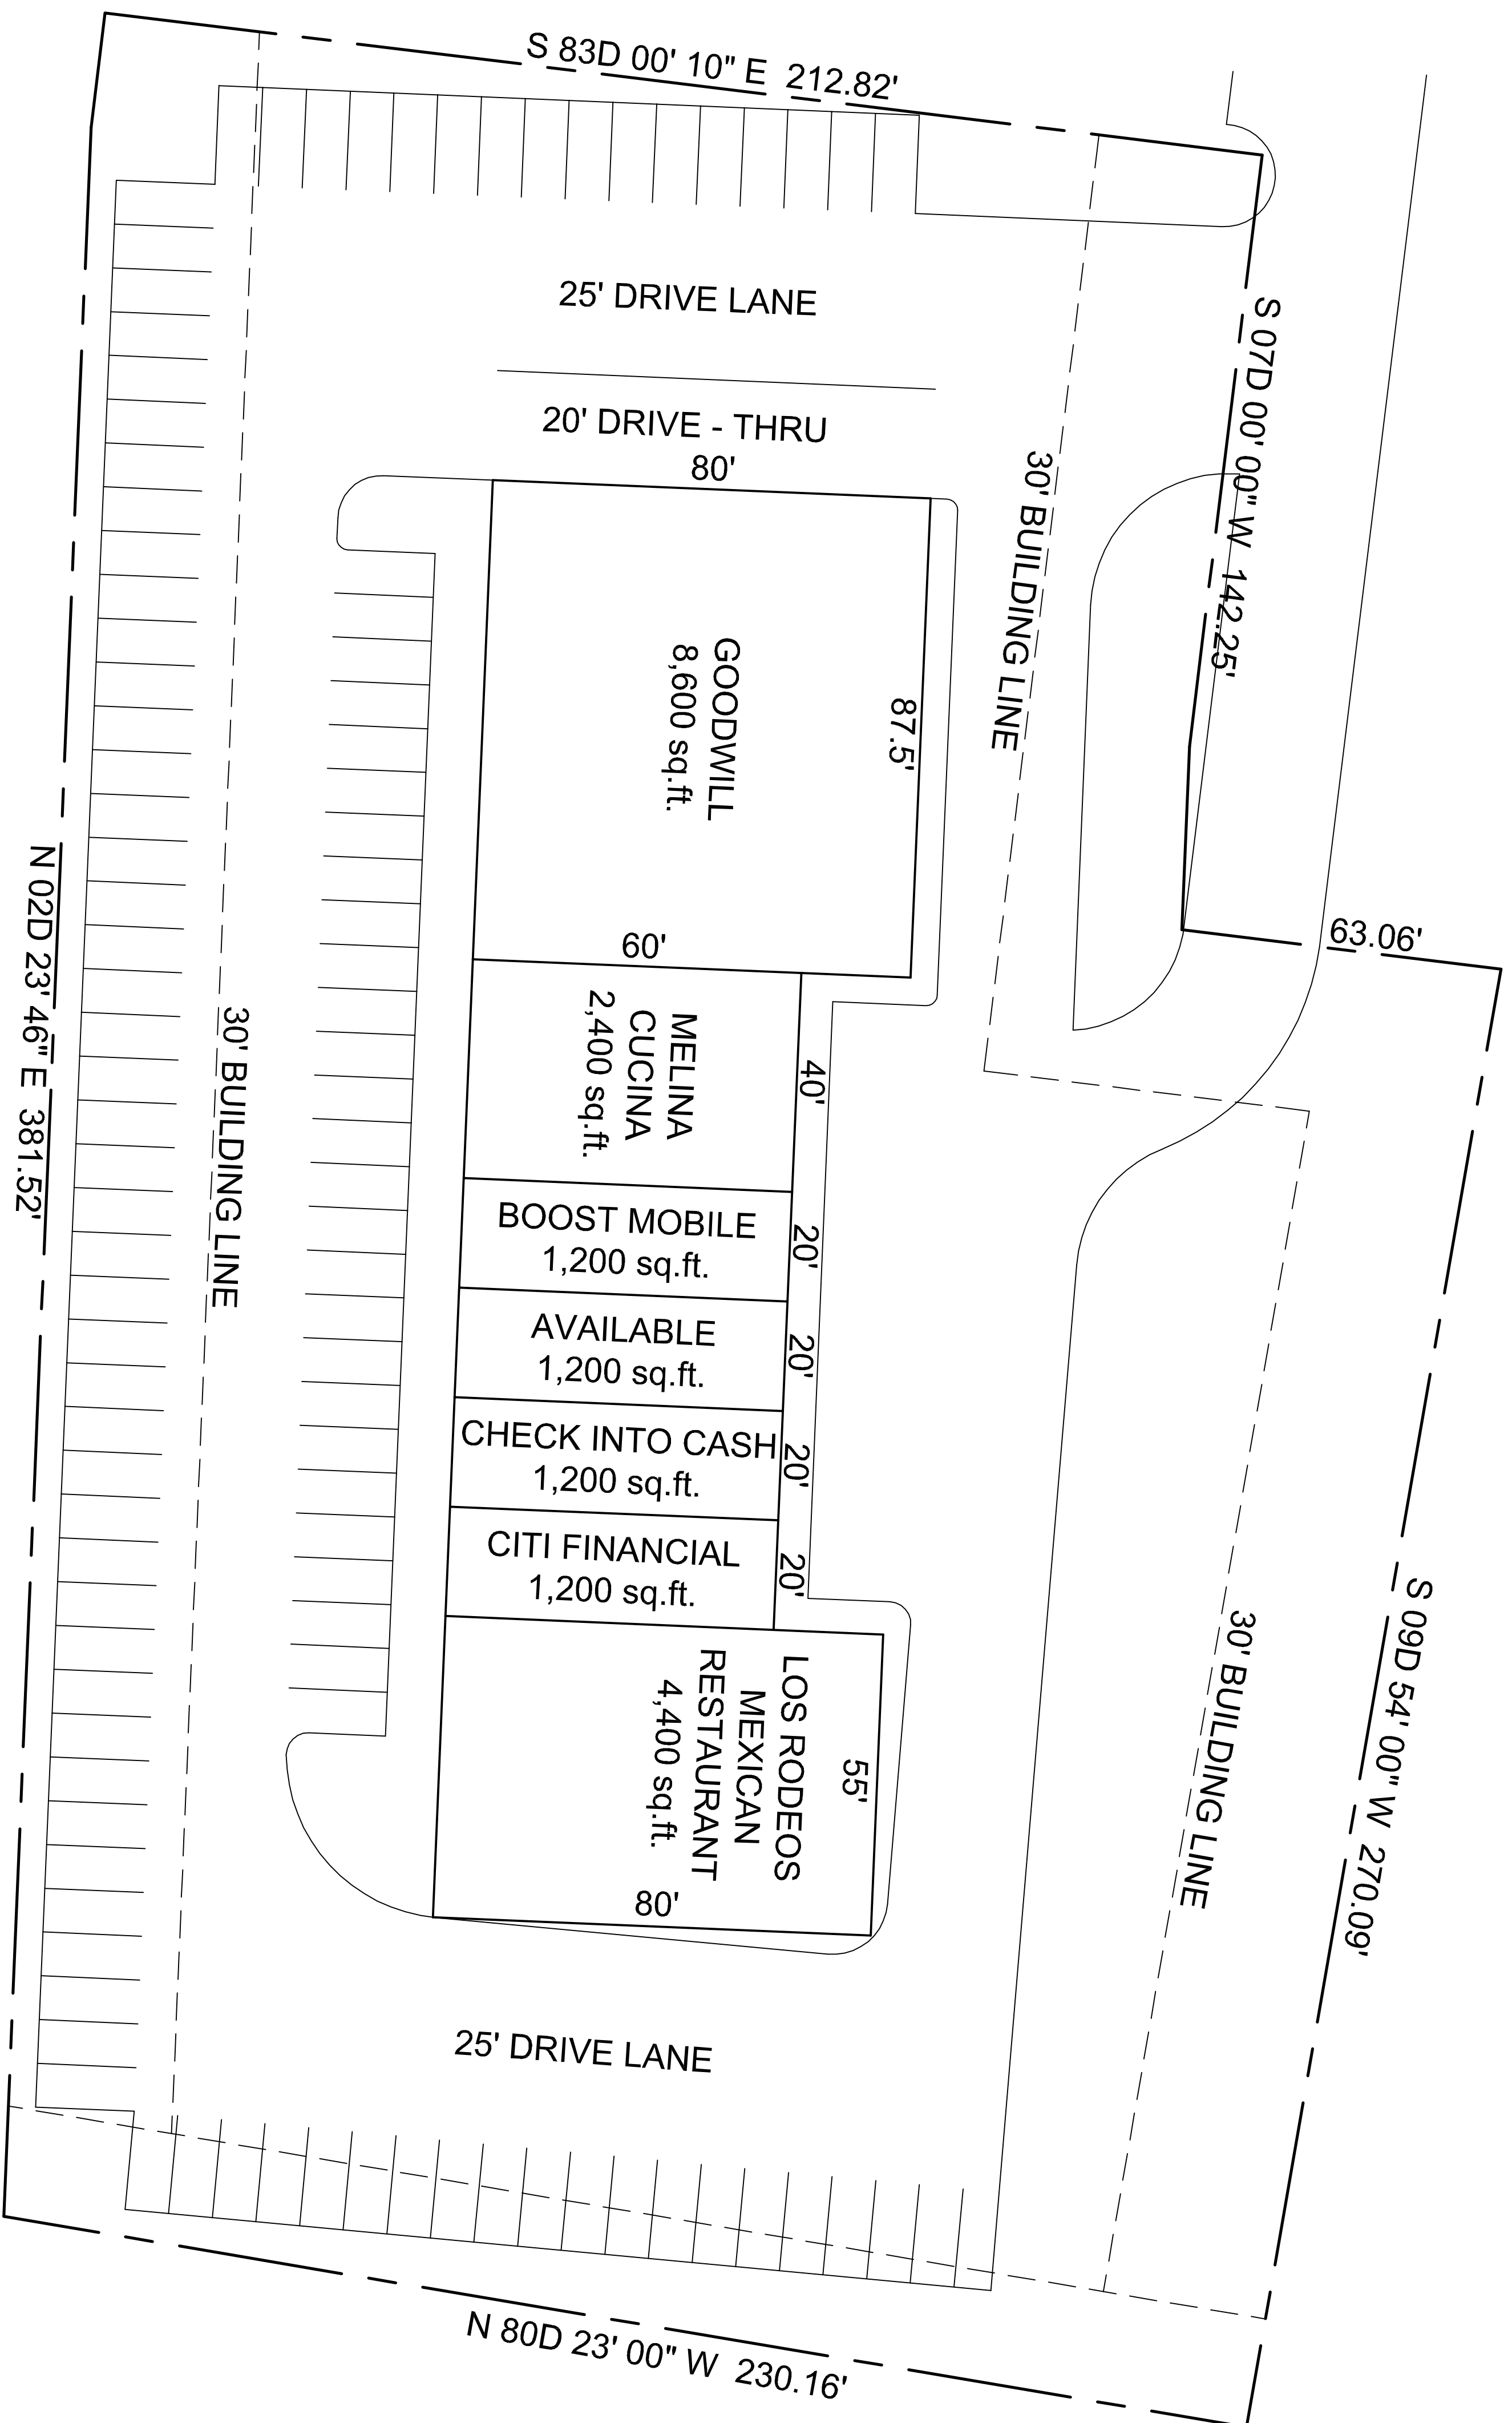 S 83D 00' 10" E  212.82'
25' DRIVE LANE
20' DRIVE - THRU
80'
S 07D 00' 00" W  142.25'
30' BUILDING LINE
GOODWILL
8,600 sq.ft.
87.5'
60'
63.06'
N 02D 23' 46" E  381.52'
30' BUILDING LINE
MELINA
CUCINA
2,400 sq.ft.
40'
BOOST MOBILE
1,200 sq.ft.
20'
AVAILABLE
1,200 sq.ft.
20'
CHECK INTO CASH
1,200 sq.ft.
20'
CITI FINANCIAL
1,200 sq.ft.
20'
LOS RODEOS
MEXICAN
RESTAURANT
4,400 sq.ft.
55'
80'
30' BUILDING LINE
S 09D 54' 00" W  270.09'
25' DRIVE LANE
N 80D 23' 00" W  230.16'